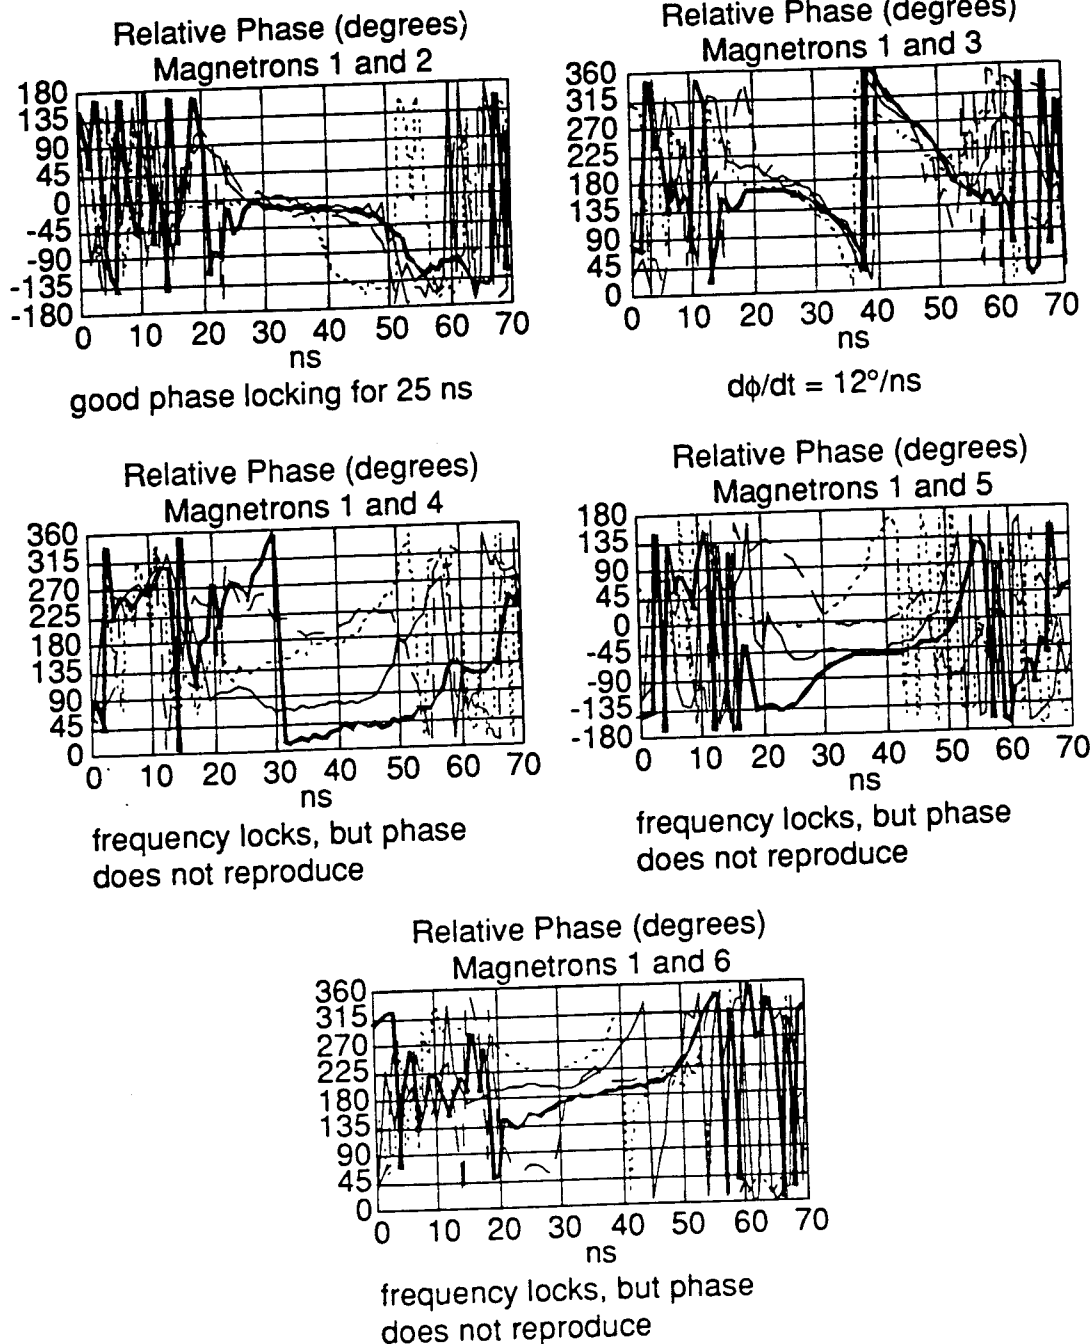 Relative Phase (degrees)
Magnetrons 1 and 2
180
135
90
45
0
-45
-90
-135
-180
0 10 20 30 40 50 60 70
ns
good phase locking for 25 ns
Relative Phase (degrees)
Magnetrons 1 and 3
360
315
270
225
180
135
90
45
0
0 10 20 30 40 50 60 70
ns
dϕ/dt = 12°/ns
Relative Phase (degrees)
Magnetrons 1 and 4
360
315
270
225
180
135
90
45
0
0 10 20 30 40 50 60 70
ns
frequency locks, but phase
does not reproduce
Relative Phase (degrees)
Magnetrons 1 and 5
180
135
90
45
0
-45
-90
-135
-180
0 10 20 30 40 50 60 70
ns
frequency locks, but phase
does not reproduce
Relative Phase (degrees)
Magnetrons 1 and 6
360
315
270
225
180
135
90
45
0
0 10 20 30 40 50 60 70
ns
frequency locks, but phase
does not reproduce